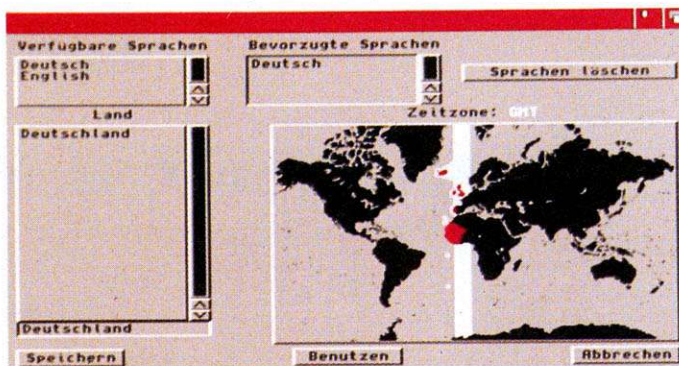 Verfügbare Sprachen
Deutsch
English
Bevorzugte Sprachen
Deutsch
Sprachen löschen
Land
Deutschland
Deutschland
Zeitzone: GMT
Speichern
Benutzen
Abbrechen